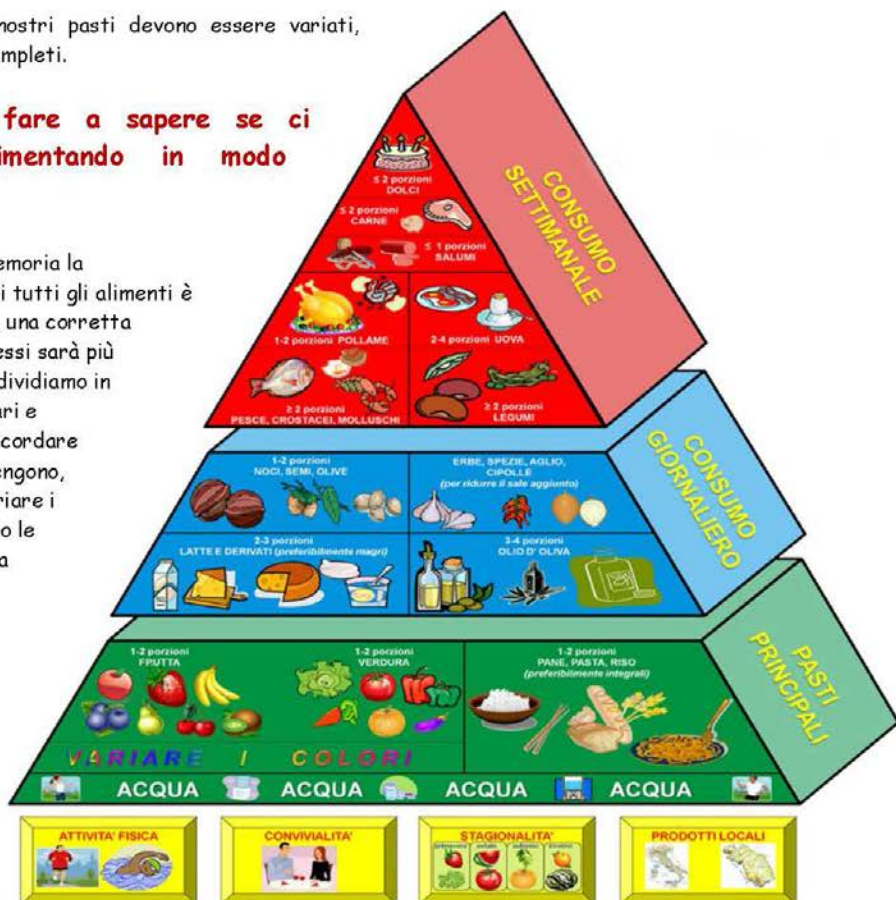 nostri pasti devono essere variati,
mpleti.
fare a sapere se ci
imentando in modo
emoria la
i tutti gli alimenti è
una corretta
essi sarà più
dividiamo in
ari e
cordare
engono,
riare i
o le
a
CONSUMO
SETTIMANALE
≤ 2 porzioni
DOLCI
≤ 2 porzioni
CARNE
≤ 1 porzioni
SALUMI
1-2 porzioni POLLAME
2-4 porzioni UOVA
≥ 2 porzioni
PESCE, CROSTACEI, MOLLUSCHI
≥ 2 porzioni
LEGUMI
CONSUMO
GIORNALIERO
1-2 porzioni
NOCI, SEMI, OLIVE
ERBE, SPEZIE, AGLIO,
CIPOLLE
(per ridurre il sale aggiunto)
2-3 porzioni
LATTE E DERIVATI (preferibilmente magri)
3-4 porzioni
OLIO D' OLIVA
PASTI
PRINCIPALI
1-2 porzioni
FRUTTA
1-2 porzioni
VERDURA
1-2 porzioni
PANE, PASTA, RISO
(preferibilmente integrali)
VARIARE I COLORI
ACQUA ACQUA ACQUA ACQUA
ATTIVITA' FISICA
CONVIVIALITA'
STAGIONALITA'
PRODOTTI LOCALI